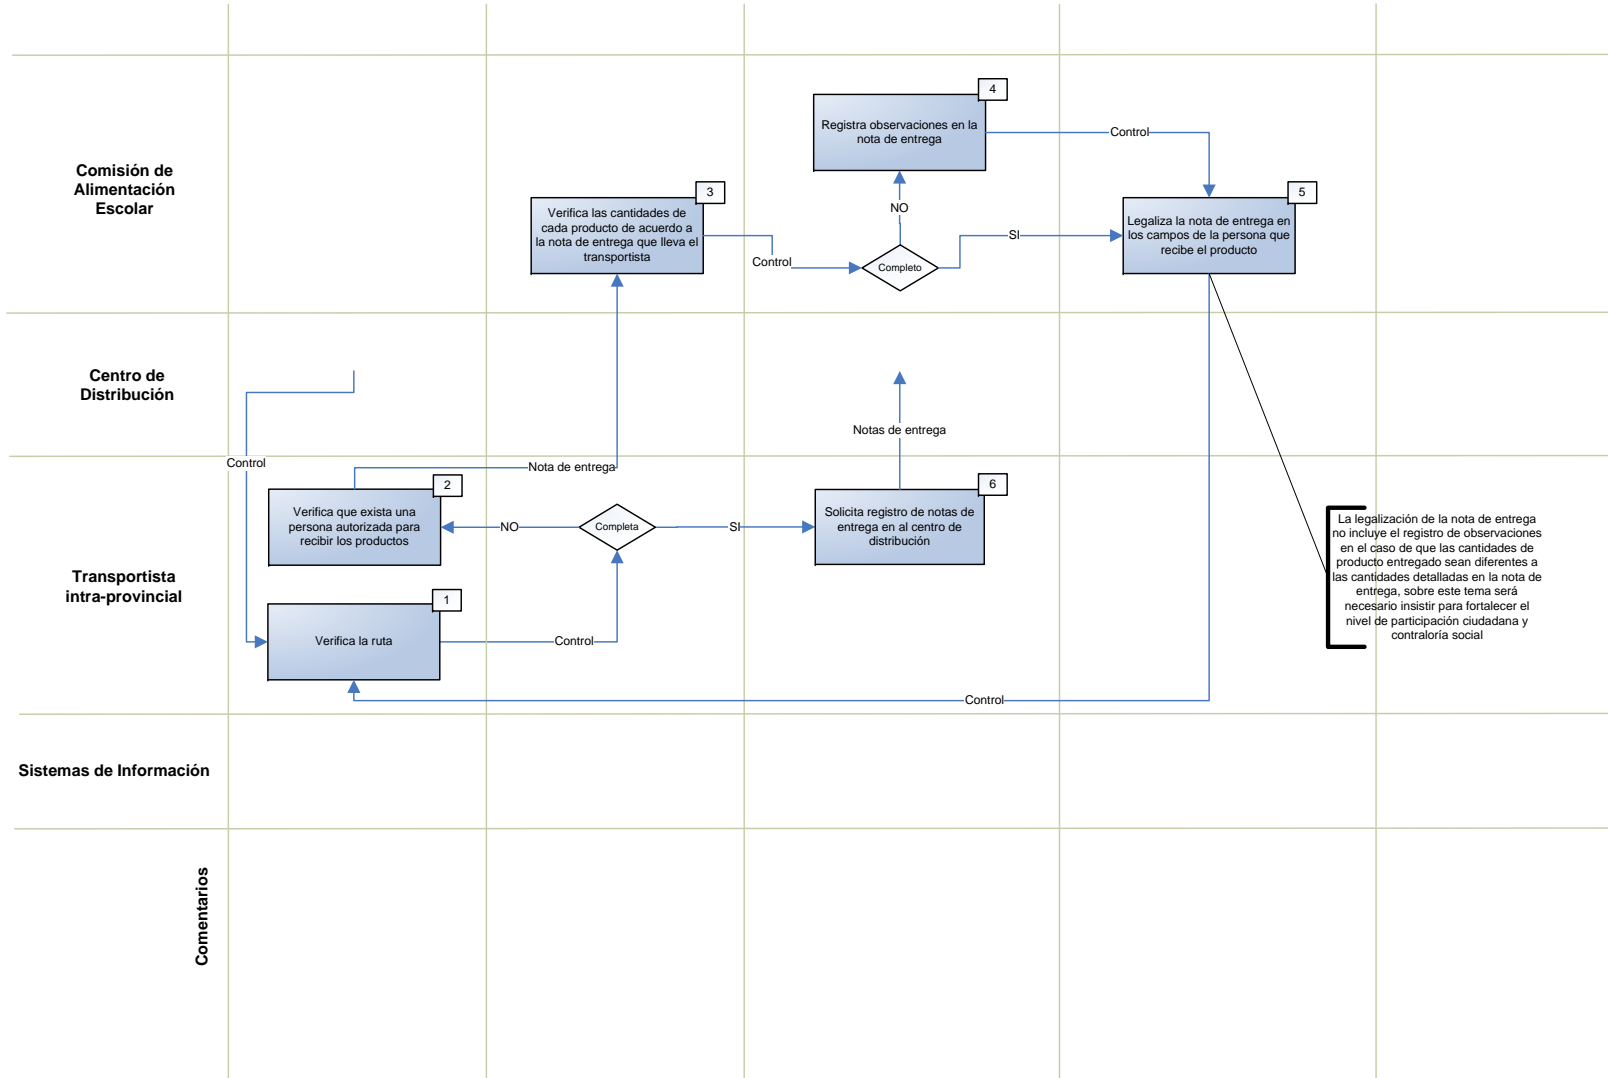 4
Registra observaciones en la
nota de entrega
Control
Comisión de
Alimentación
Escolar
3
Verifica las cantidades de
cada producto de acuerdo a
la nota de entrega que lleva el
transportista
Control
NO
Completo
SI
5
Legaliza la nota de entrega en
los campos de la persona que
recibe el producto
Centro de
Distribución
Notas de entrega
Control
Nota de entrega
2
Verifica que exista una
persona autorizada para
recibir los productos
NO
Completa
SI
6
Solicita registro de notas de
entrega en al centro de
distribución
La legalización de la nota de entrega
no incluye el registro de observaciones
en el caso de que las cantidades de
producto entregado sean diferentes a
las cantidades detalladas en la nota de
entrega, sobre este tema será
necesario insistir para fortalecer el
nivel de participación ciudadana y
contraloría social
Transportista
intra-provincial
1
Verifica la ruta
Control
Control
Sistemas de Información
Comentarios